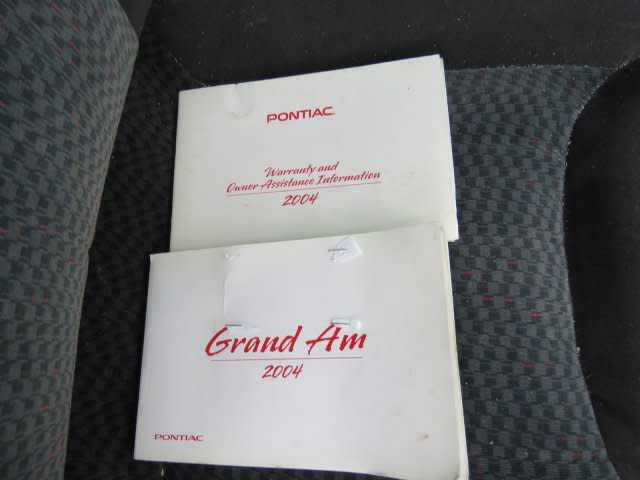 PONTIAC
Warranty and
Owner Assistance Information
2004
Grand Am
2004
PONTIAC